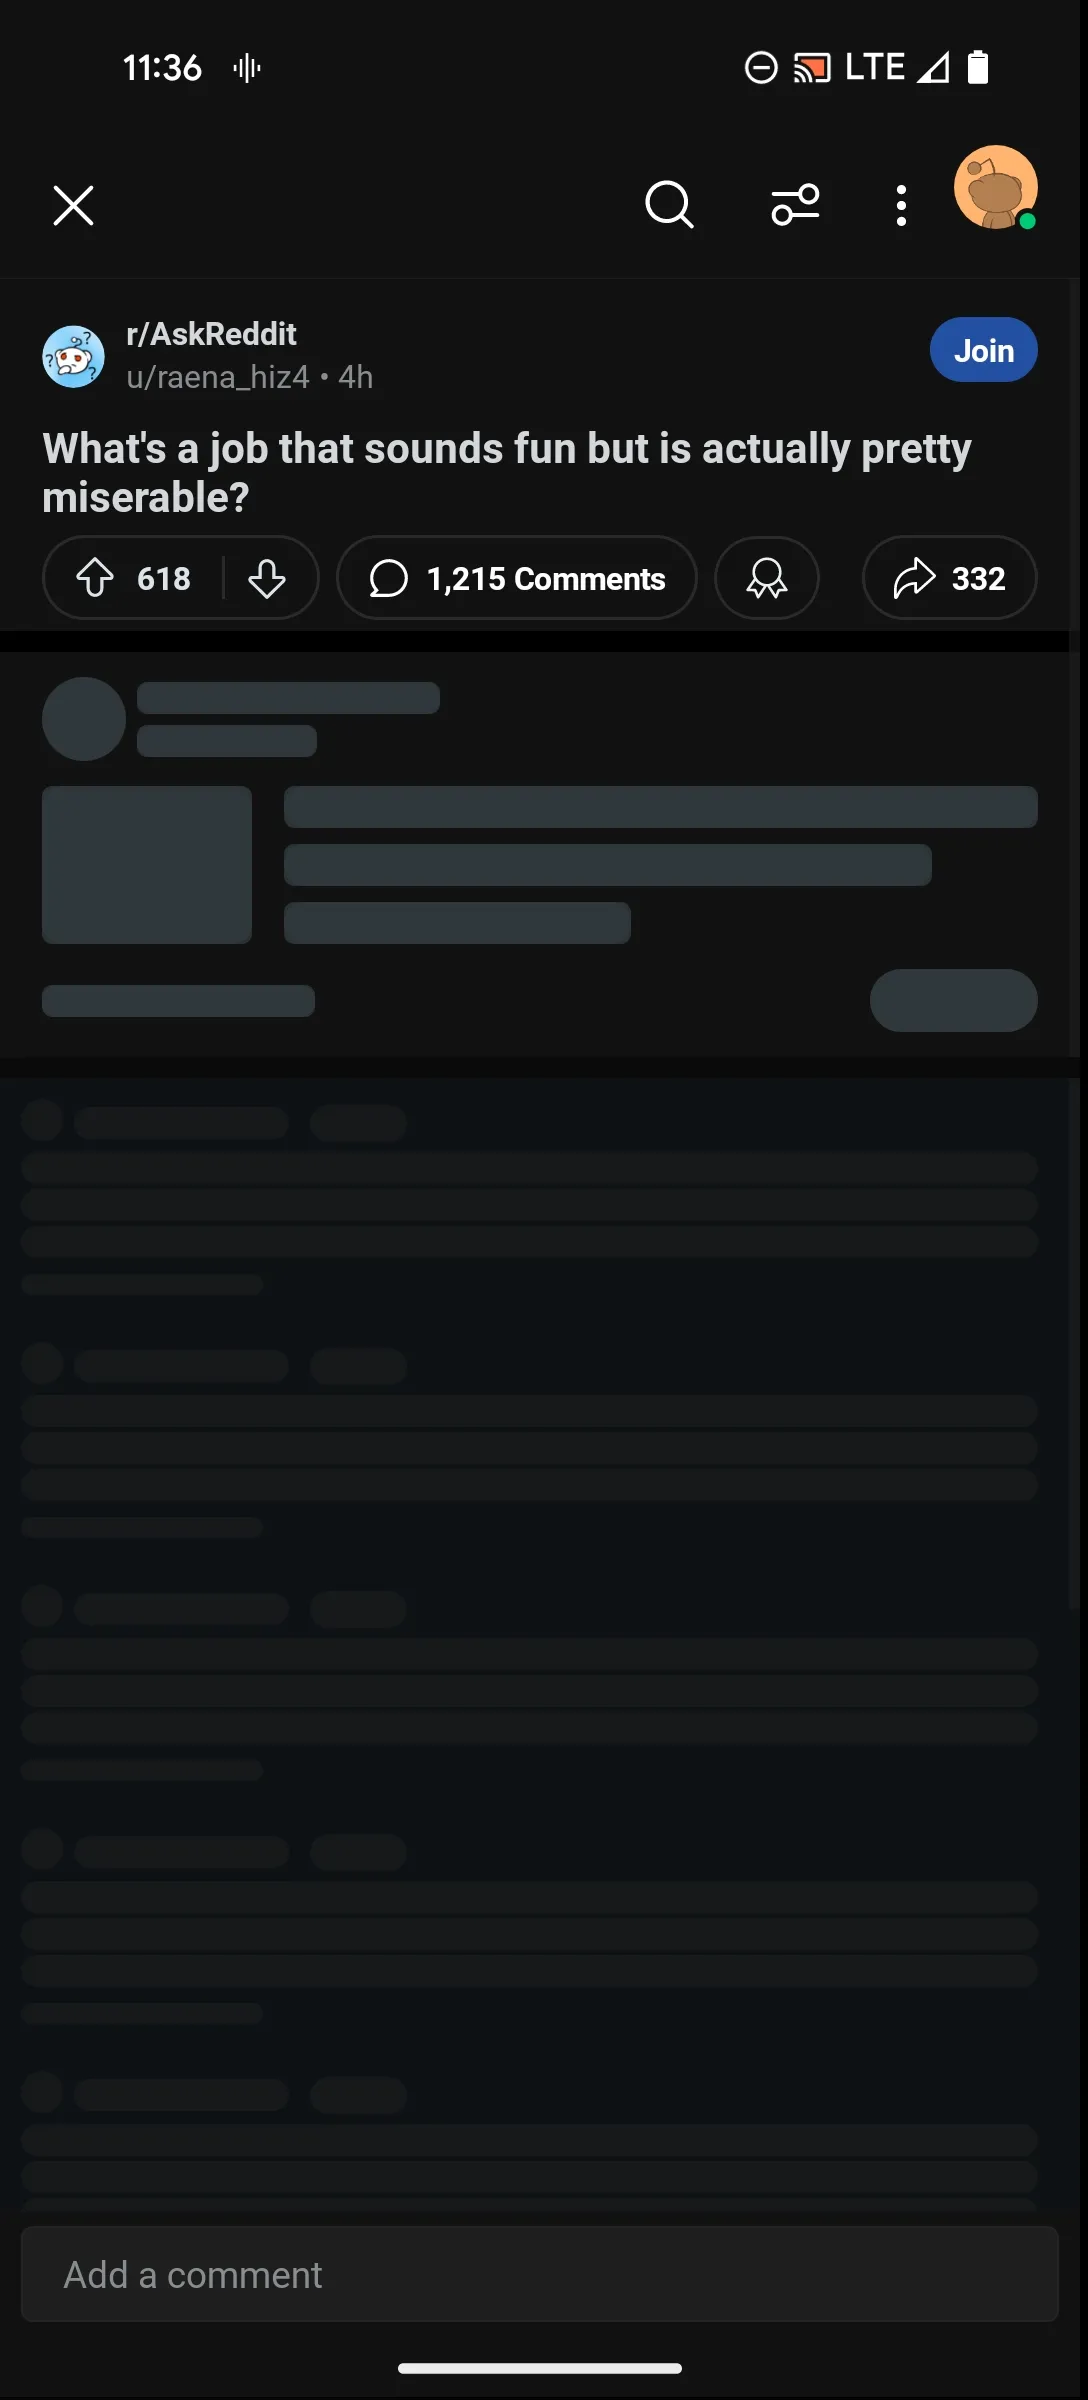 11:36
LTE
r/AskReddit
u/raena_hiz4 • 4h
Join
What's a job that sounds fun but is actually pretty
miserable?
618
1,215 Comments
332
Add a comment